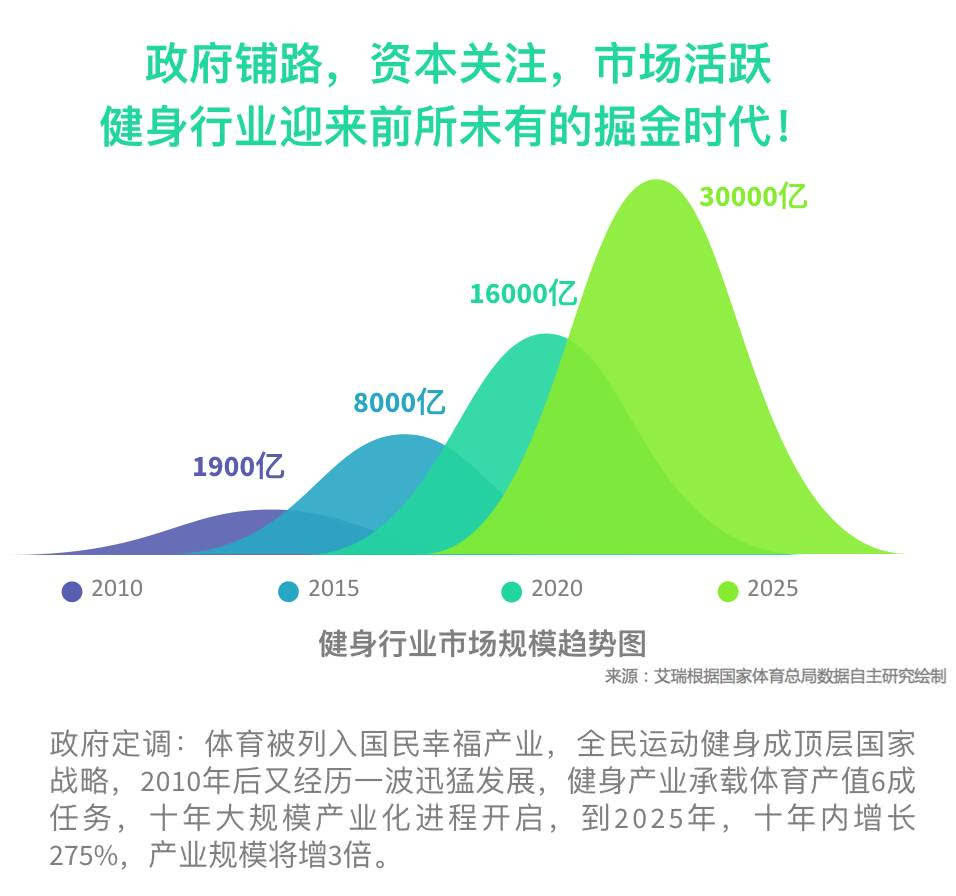 政府铺路，资本关注，市场活跃
健身行业迎来前所未有的掘金时代！
30000亿
16000亿
8000亿
1900亿
2010
2015
2020
2025
健身行业市场规模趋势图
来源：艾瑞根据国家体育总局数据自主研究绘制
政府定调：体育被列入国民幸福产业，全民运动健身成顶层国家
战略，2010年后又经历一波迅猛发展，健身产业承载体育产值6成
任务，十年大规模产业化进程开启，到2025年，十年内增长
275%，产业规模将增3倍。